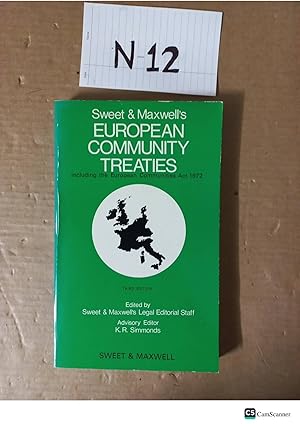 N-12
Sweet & Maxwell's
EUROPEAN
COMMUNITY
TREATIES
including the European Communities Act 1972
THIRD EDITION
Edited by
Sweet & Maxwell's Legal Editorial Staff
Advisory Editor
K.R. Simmonds
SWEET & MAXWELL
CS CamScanner